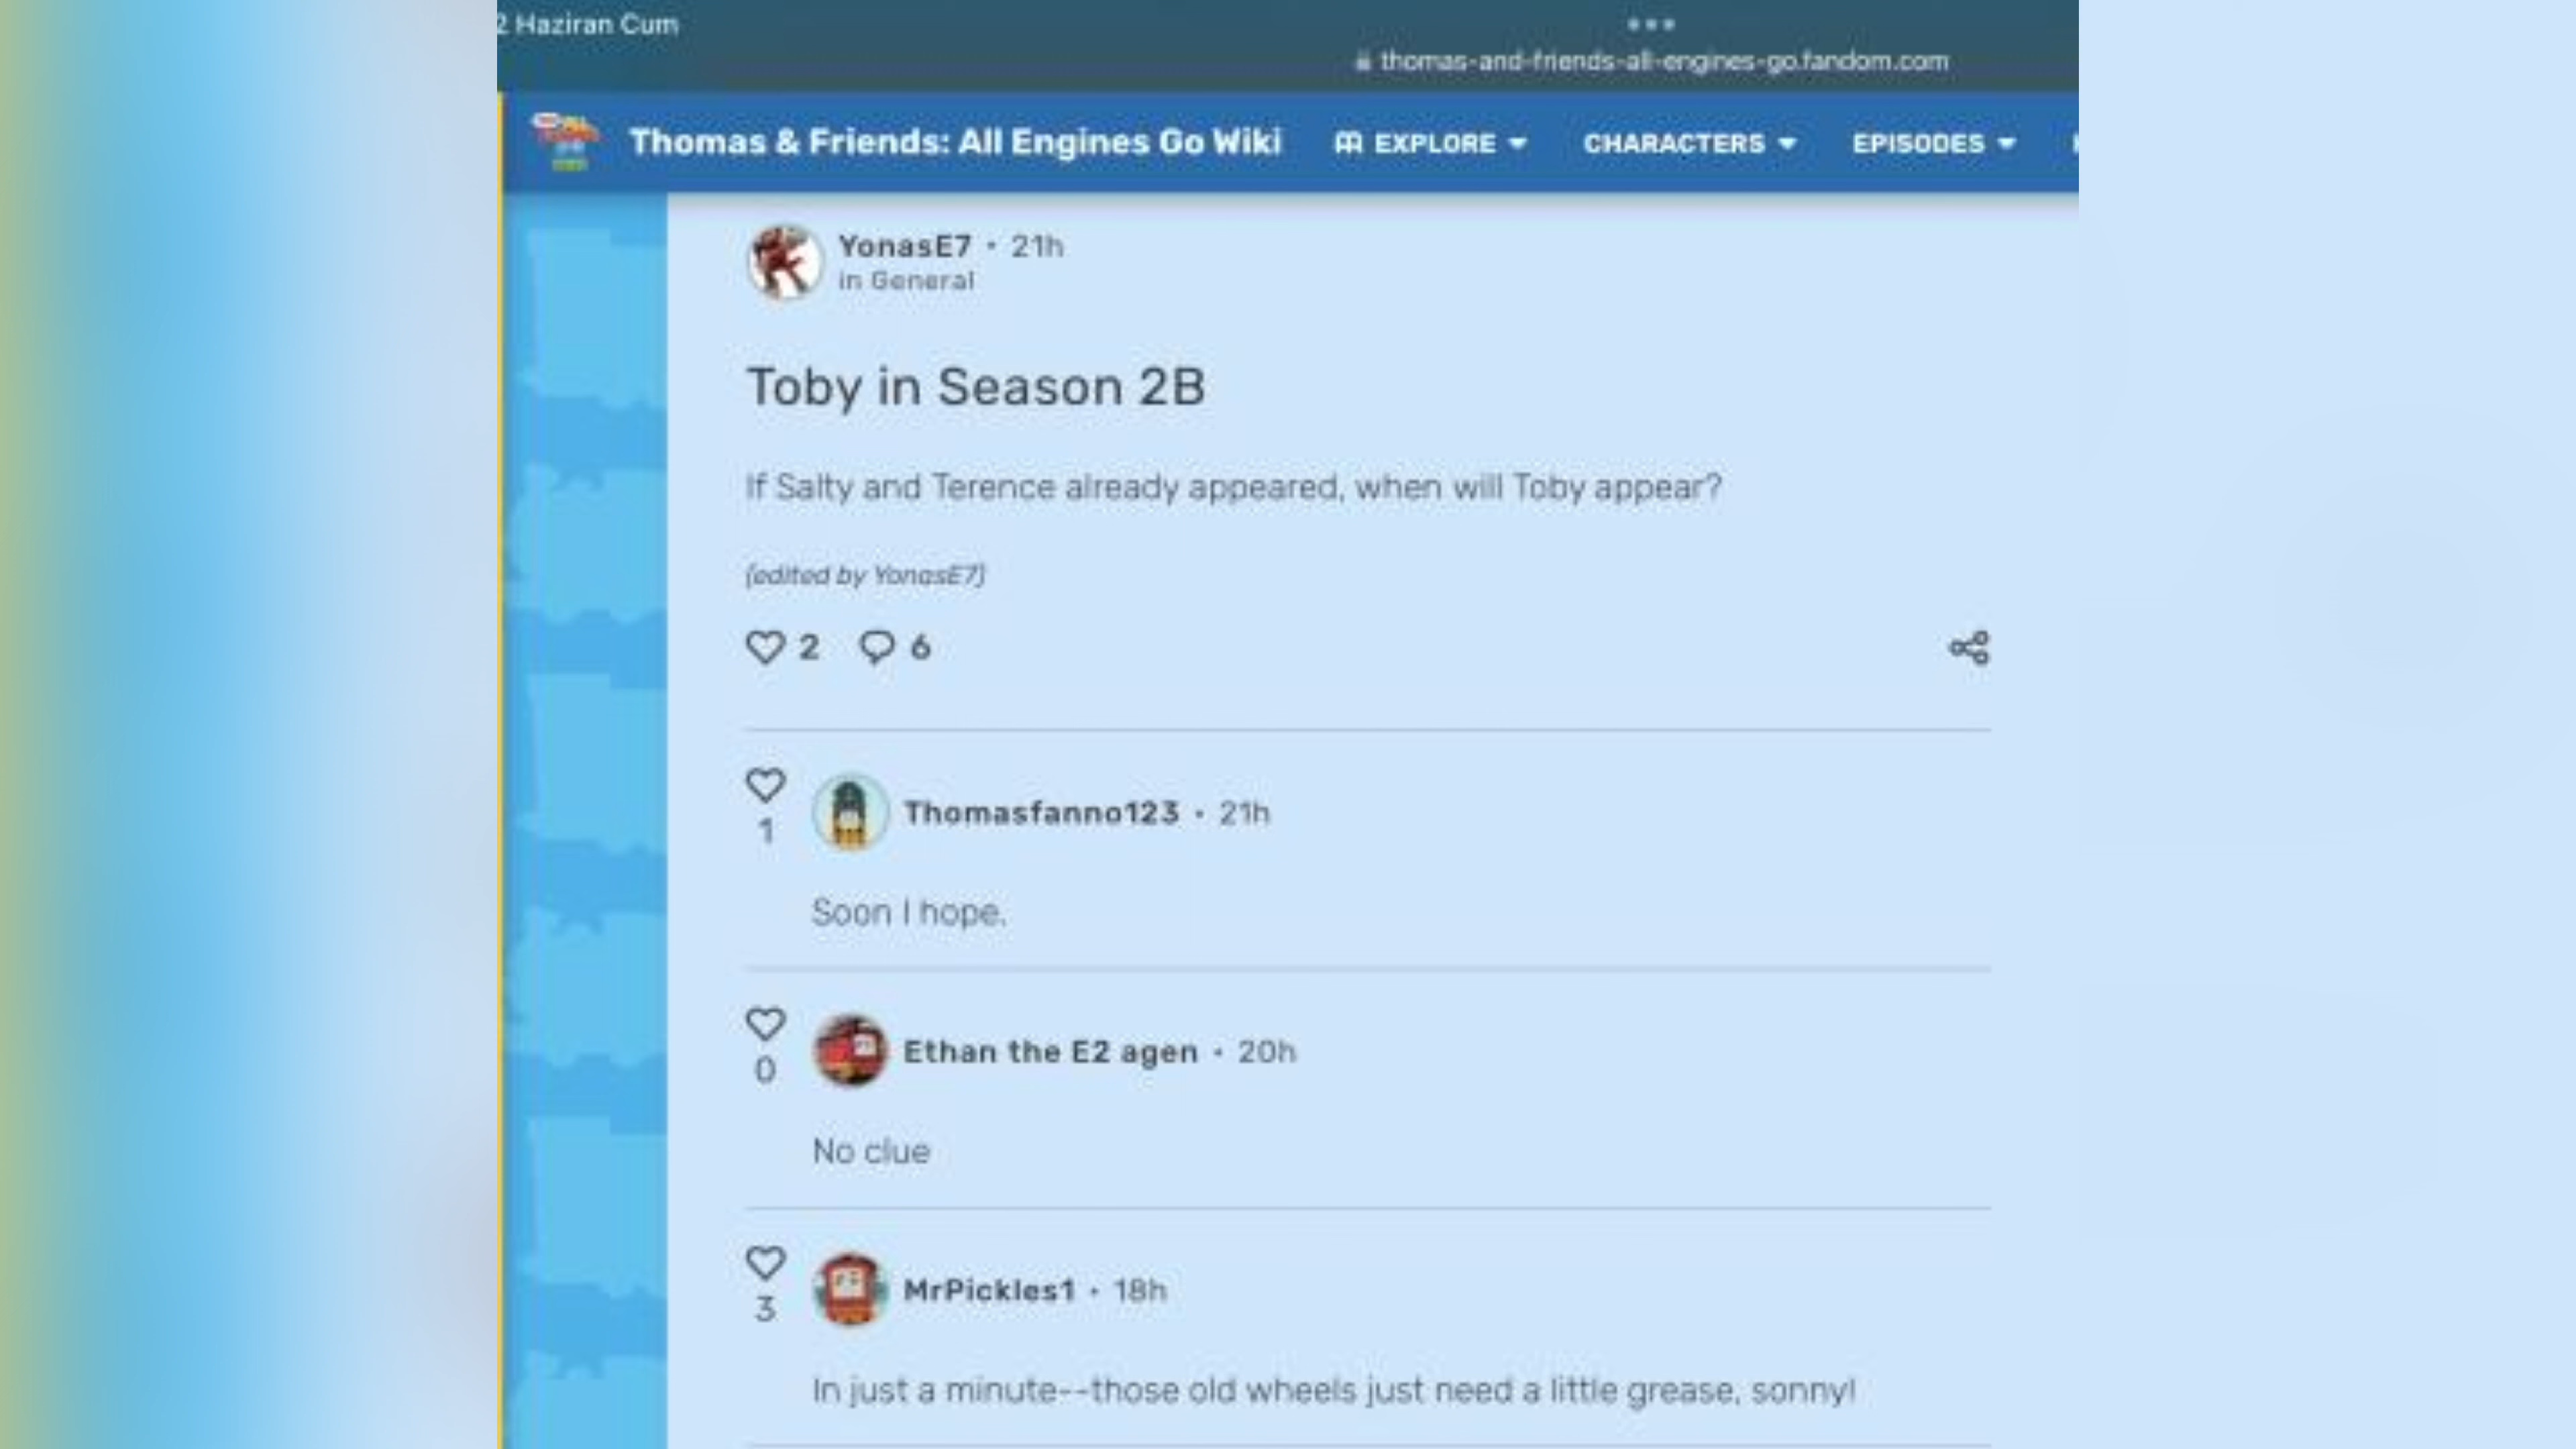 2 Haziran Cum
thomas-and-friends-all-engines-go.fandom.com
Thomas & Friends: All Engines Go Wiki EXPLORE CHARACTERS EPISODES
YonasE7 • 21h
in General
Toby in Season 2B
If Salty and Terence already appeared, when will Toby appear?
(edited by YonasE7)
2 6
Thomasfanno123 • 21h
1
Soon I hope.
Ethan the E2 agen • 20h
0
No clue
MrPickles1 • 18h
3
In just a minute--those old wheels just need a little grease, sonny!